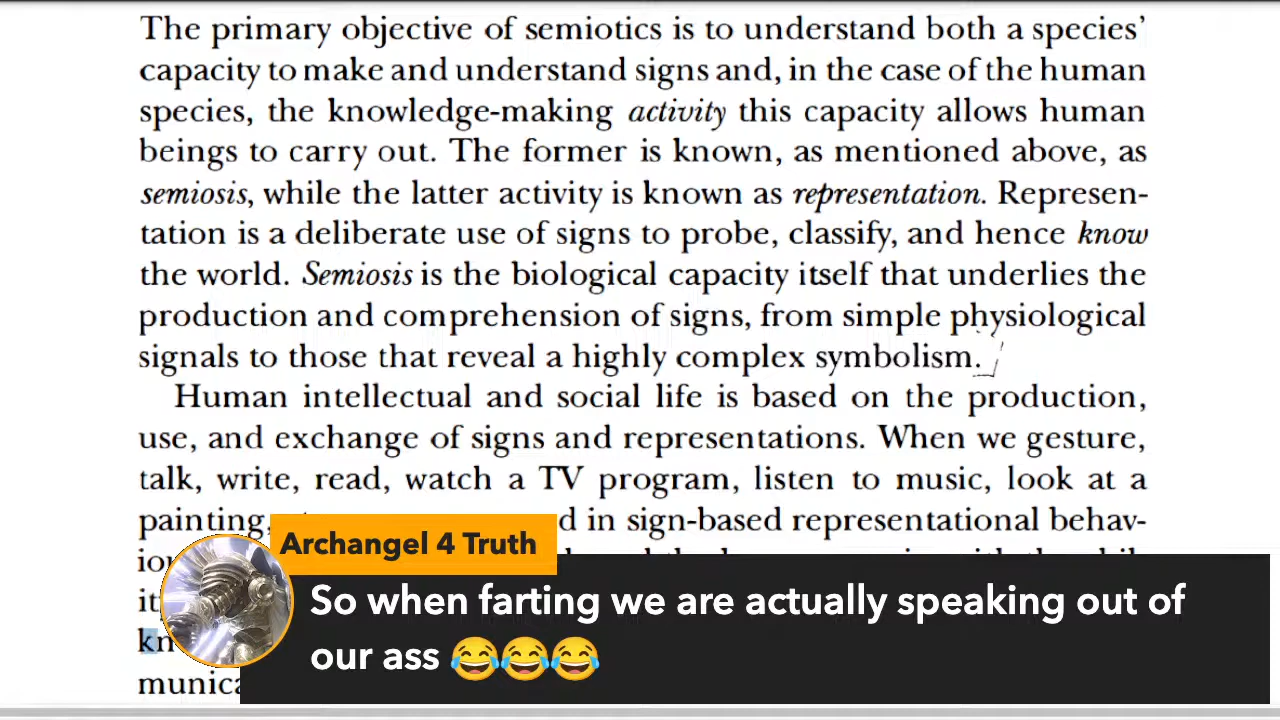 The primary objective of semiotics is to understand both a species’
capacity to make and understand signs and, in the case of the human
species, the knowledge-making activity this capacity allows human
beings to carry out. The former is known, as mentioned above, as
semiosis, while the latter activity is known as representation. Represen-
tation is a deliberate use of signs to probe, classify, and hence know
the world. Semiosis is the biological capacity itself that underlies the
production and comprehension of signs, from simple physiological
signals to those that reveal a highly complex symbolism.
Human intellectual and social life is based on the production,
use, and exchange of signs and representations. When we gesture,
talk, write, read, watch a TV program, listen to music, look at a
painting, in sign-based representational behav-
Archangel 4 Truth
So when farting we are actually speaking out of
our ass 😂😂😂